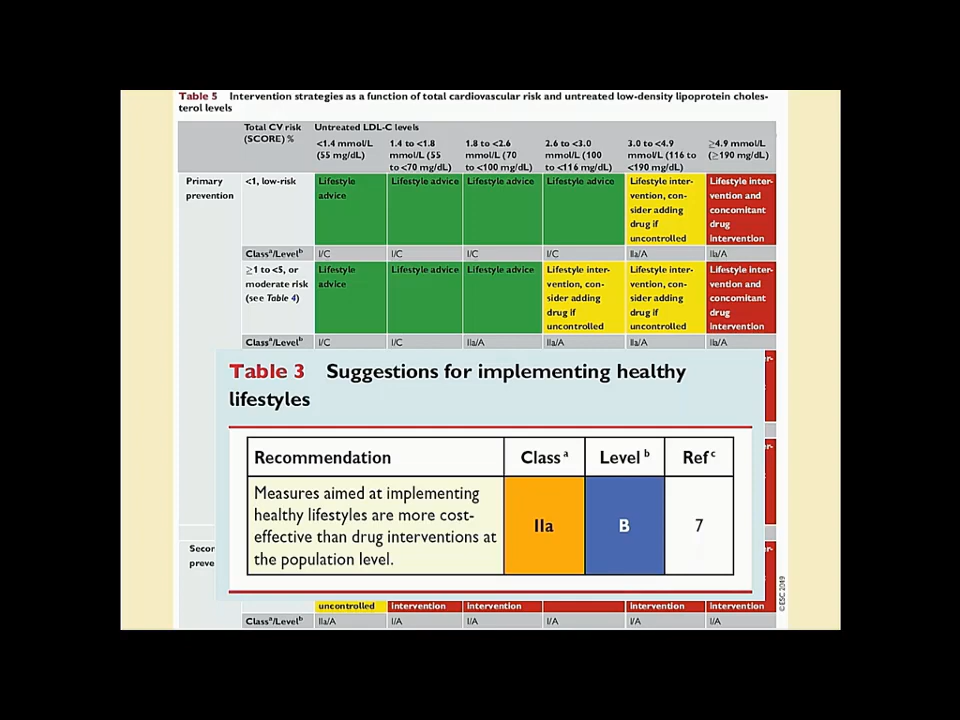 Table 5 Intervention strategies as a function of total cardiovascular risk and untreated low-density lipoprotein choles-
terol levels
Total CV risk (SCORE) %
Untreated LDL-C levels
<1.4 mmol/L (55 mg/dL)
1.4 to <1.8 mmol/L (55 to <70 mg/dL)
1.8 to <2.6 mmol/L (70 to <100 mg/dL)
2.6 to <3.0 mmol/L (100 to <116 mg/dL)
3.0 to <4.9 mmol/L (116 to <190 mg/dL)
≥4.9 mmol/L (≥190 mg/dL)
Primary prevention
<1, low-risk
Lifestyle advice
Lifestyle advice
Lifestyle advice
Lifestyle advice
Lifestyle inter-
vention, con-
sider adding
drug if
uncontrolled
Lifestyle inter-
vention and
concomitant
drug
intervention
Classᵃ/Levelᵇ I/C I/C I/C I/C IIa/A IIa/A
≥1 to <5, or
moderate risk
(see Table 4)
Lifestyle advice
Lifestyle advice
Lifestyle advice
Lifestyle inter-
vention, con-
sider adding
drug if
uncontrolled
Lifestyle inter-
vention, con-
sider adding
drug if
uncontrolled
Lifestyle inter-
vention and
concomitant
drug
intervention
Classᵃ/Levelᵇ I/C I/C IIa/A IIa/A IIa/A IIa/A
Table 3 Suggestions for implementing healthy
lifestyles
Recommendation Class ᵃ Level ᵇ Ref ᶜ
Measures aimed at implementing
healthy lifestyles are more cost-
effective than drug interventions at
the population level.
IIa B 7
Secon
preve
uncontrolled intervention intervention intervention intervention
Classᵃ/Levelᵇ IIa/A I/A I/A I/A I/A I/A